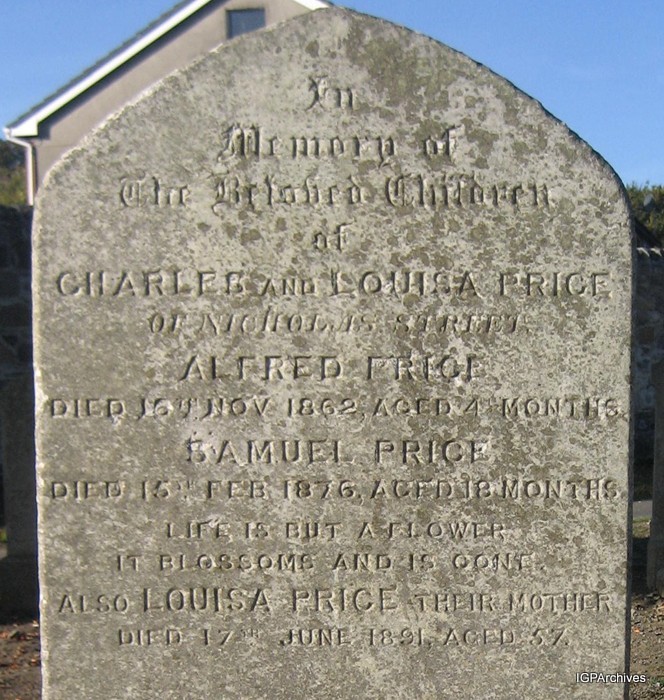 In
Memory of
The Beloved Children
of
CHARLES AND LOUISA PRICE
OF NICHOLAS STREET.
ALFRED PRICE
DIED 16TH NOV 1862, AGED 4½ MONTHS
SAMUEL PRICE
DIED 15TH FEB 1876, AGED 18 MONTHS
LIFE IS BUT A FLOWER
IT BLOSSOMS AND IS GONE.
ALSO LOUISA PRICE THEIR MOTHER
DIED 17TH JUNE 1891, AGED 57.
IGPArchives